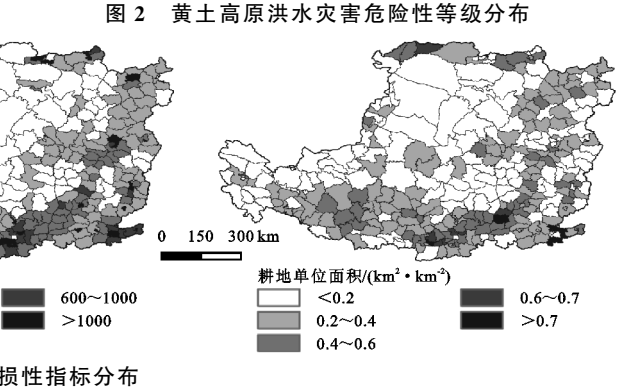 图 2 黄土高原洪水灾害危险性等级分布
0 150 300 km
耕地单位面积/(km²·km⁻²)
600～1000
>1000
<0.2
0.2～0.4
0.4～0.6
0.6～0.7
>0.7
损性指标分布